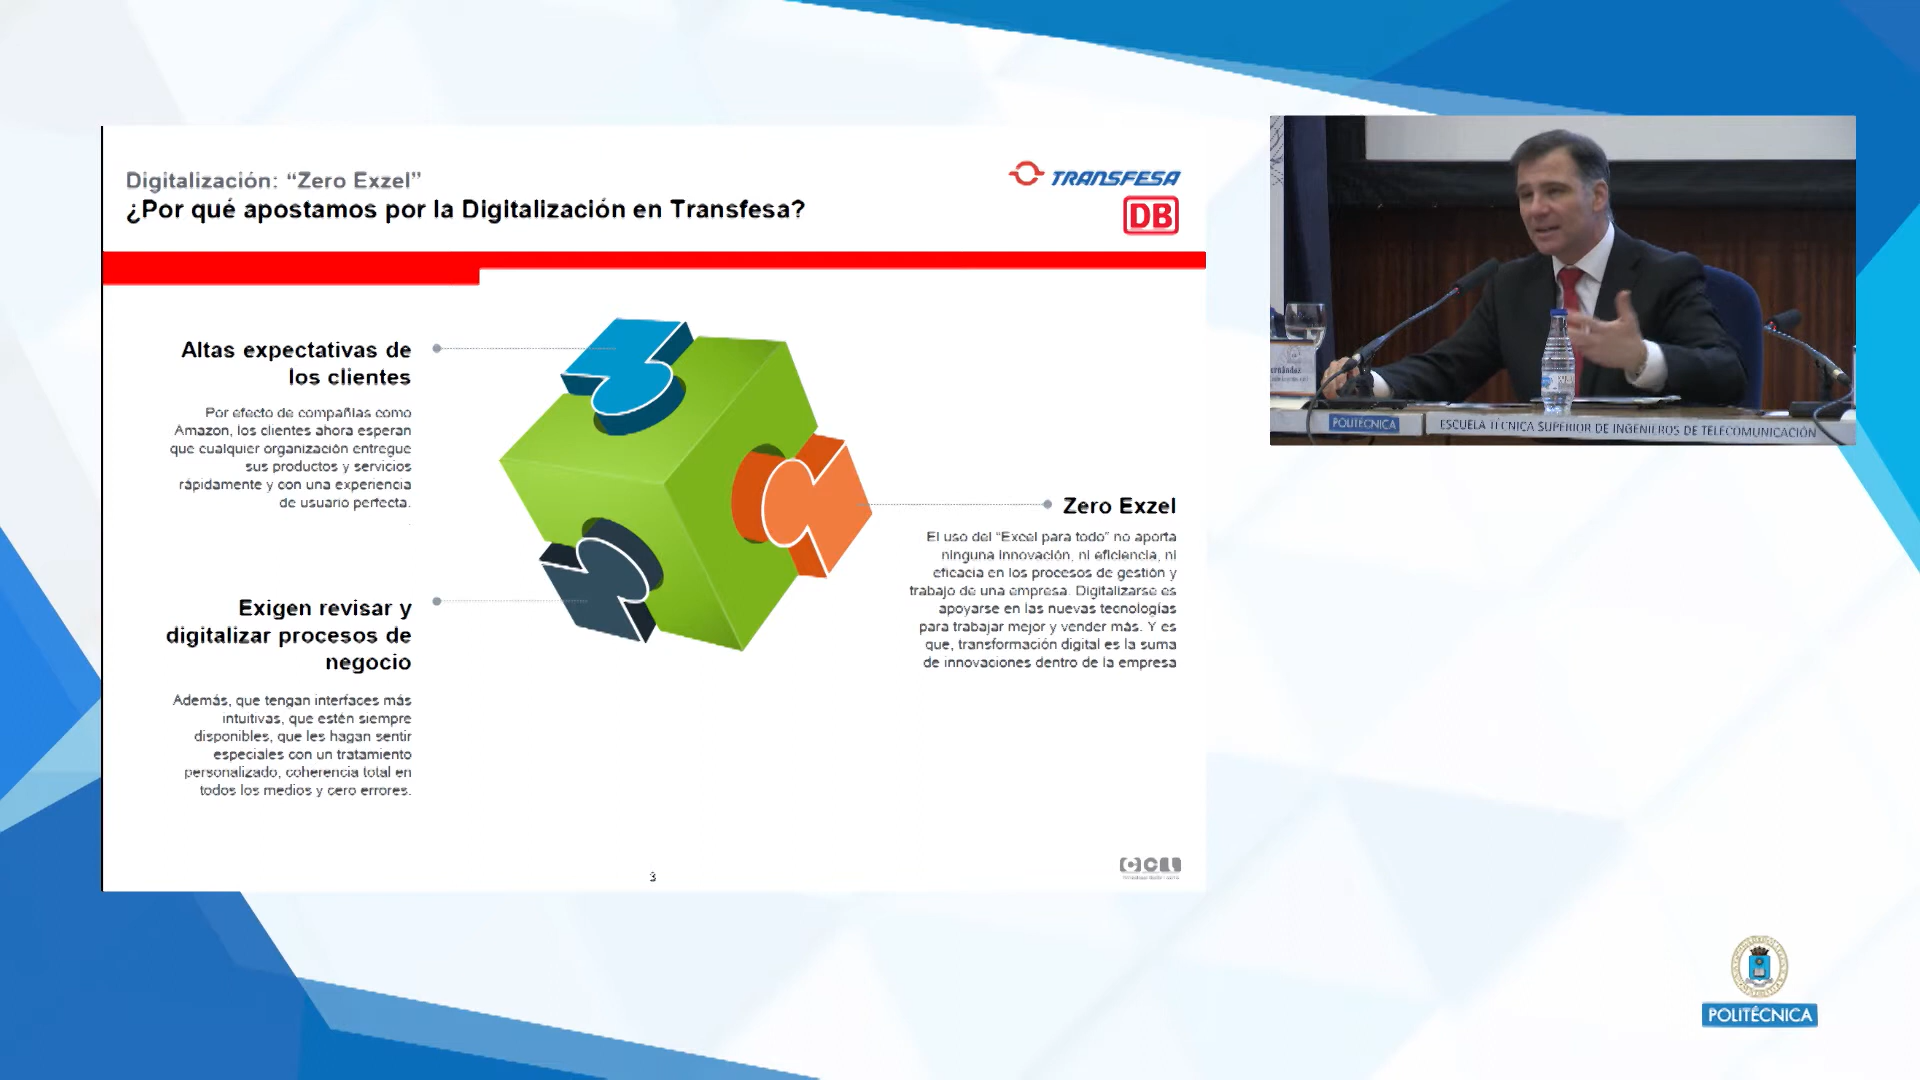 Digitalización: “Zero Exzel”
¿Por qué apostamos por la Digitalización en Transfesa?
TRANSFESA
DB
Altas expectativas de
los clientes
Por efecto de compañías como
Amazon, los clientes ahora esperan
que cualquier organización entregue
sus productos y servicios
rápidamente y con una experiencia
de usuario perfecta.
Exigen revisar y
digitalizar procesos de
negocio
Además, que tengan interfaces más
intuitivas, que estén siempre
disponibles, que les hagan sentir
especiales con un tratamiento
personalizado, coherencia total en
todos los medios y cero errores.
Zero Exzel
El uso del “Excel para todo” no aporta
ninguna innovación, ni eficiencia, ni
eficacia en los procesos de gestión y
trabajo de una empresa. Digitalizarse es
apoyarse en las nuevas tecnologías
para trabajar mejor y vender más. Y es
que, transformación digital es la suma
de innovaciones dentro de la empresa
3
CCL
POLITÉCNICA
ESCUELA TÉCNICA SUPERIOR DE INGENIEROS DE TELECOMUNICACIÓN
POLITÉCNICA